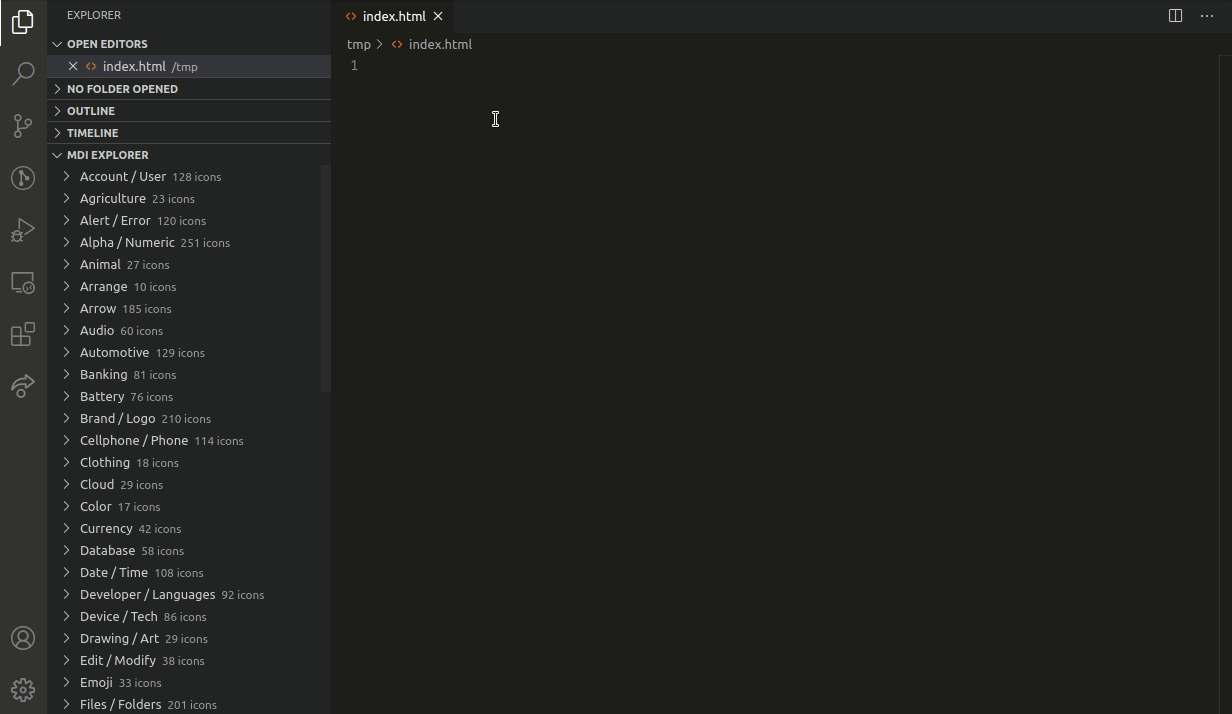 EXPLORER
OPEN EDITORS
index.html /tmp
NO FOLDER OPENED
OUTLINE
TIMELINE
MDI EXPLORER
Account / User 128 icons
Agriculture 23 icons
Alert / Error 120 icons
Alpha / Numeric 251 icons
Animal 27 icons
Arrange 10 icons
Arrow 185 icons
Audio 60 icons
Automotive 129 icons
Banking 81 icons
Battery 76 icons
Brand / Logo 210 icons
Cellphone / Phone 114 icons
Clothing 18 icons
Cloud 29 icons
Color 17 icons
Currency 42 icons
Database 58 icons
Date / Time 108 icons
Developer / Languages 92 icons
Device / Tech 86 icons
Drawing / Art 29 icons
Edit / Modify 38 icons
Emoji 33 icons
Files / Folders 201 icons
index.html
tmp > index.html
1